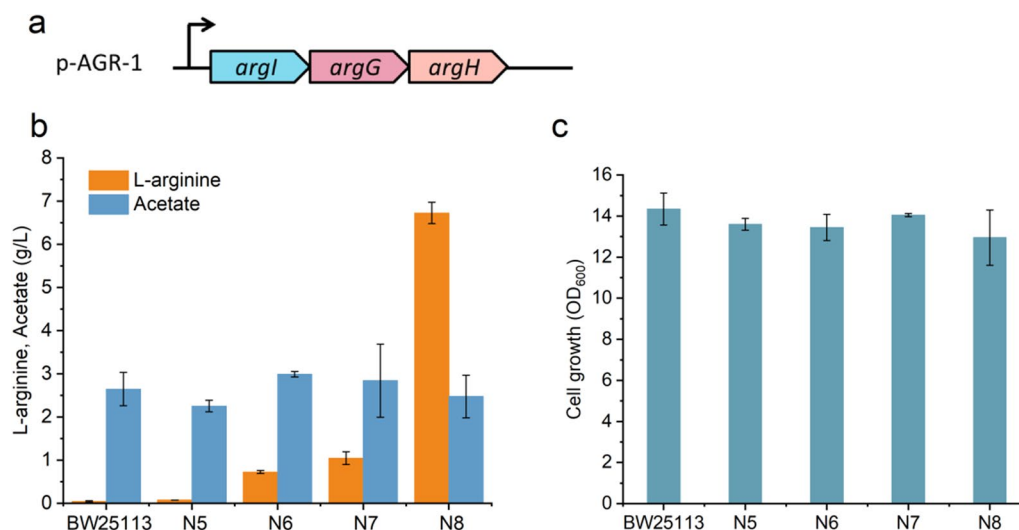 a
p-AGR-1
argI argG argH
b
L-arginine
Acetate
L-arginine, Acetate (g/L)
8
7
6
5
4
3
2
1
0
BW25113 N5 N6 N7 N8
c
Cell growth (OD600)
16
14
12
10
8
6
4
2
0
BW25113 N5 N6 N7 N8